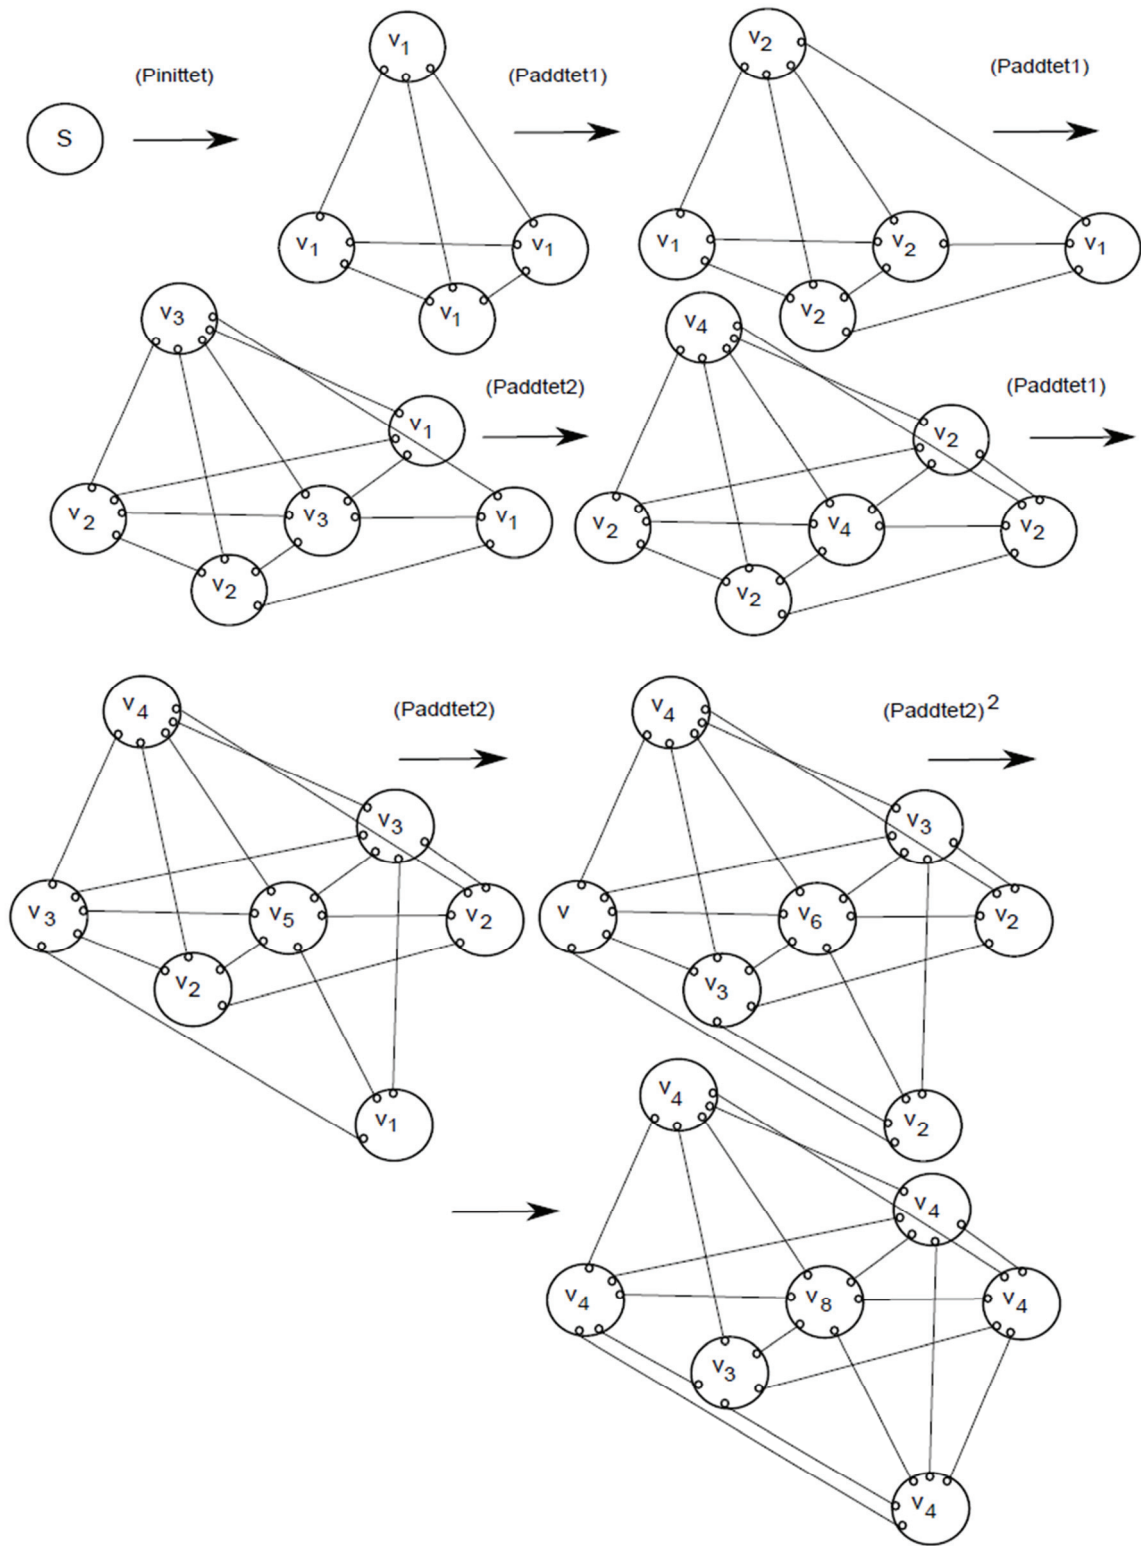 S
(Pinittet)
v1
v1
v1
v1
(Paddtet1)
v2
v1
v2
v2
v1
(Paddtet1)
v3
v1
v2
v3
v1
v2
(Paddtet2)
v4
v2
v2
v4
v2
v2
(Paddtet1)
v4
v3
v3
v5
v2
v2
v1
(Paddtet2)
v4
v3
v
v6
v2
v3
v2
(Paddtet2)2
v4
v4
v4
v8
v4
v3
v4